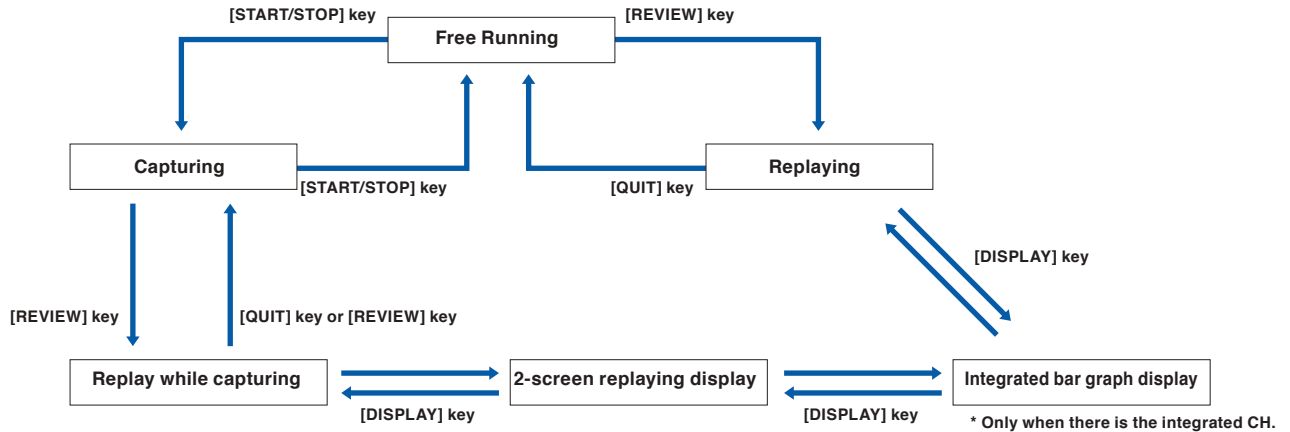 [START/STOP] key
Free Running
[REVIEW] key
Capturing
Replaying
[START/STOP] key
[QUIT] key
[DISPLAY] key
[REVIEW] key
[QUIT] key or [REVIEW] key
Replay while capturing
2-screen replaying display
Integrated bar graph display
[DISPLAY] key
[DISPLAY] key
* Only when there is the integrated CH.